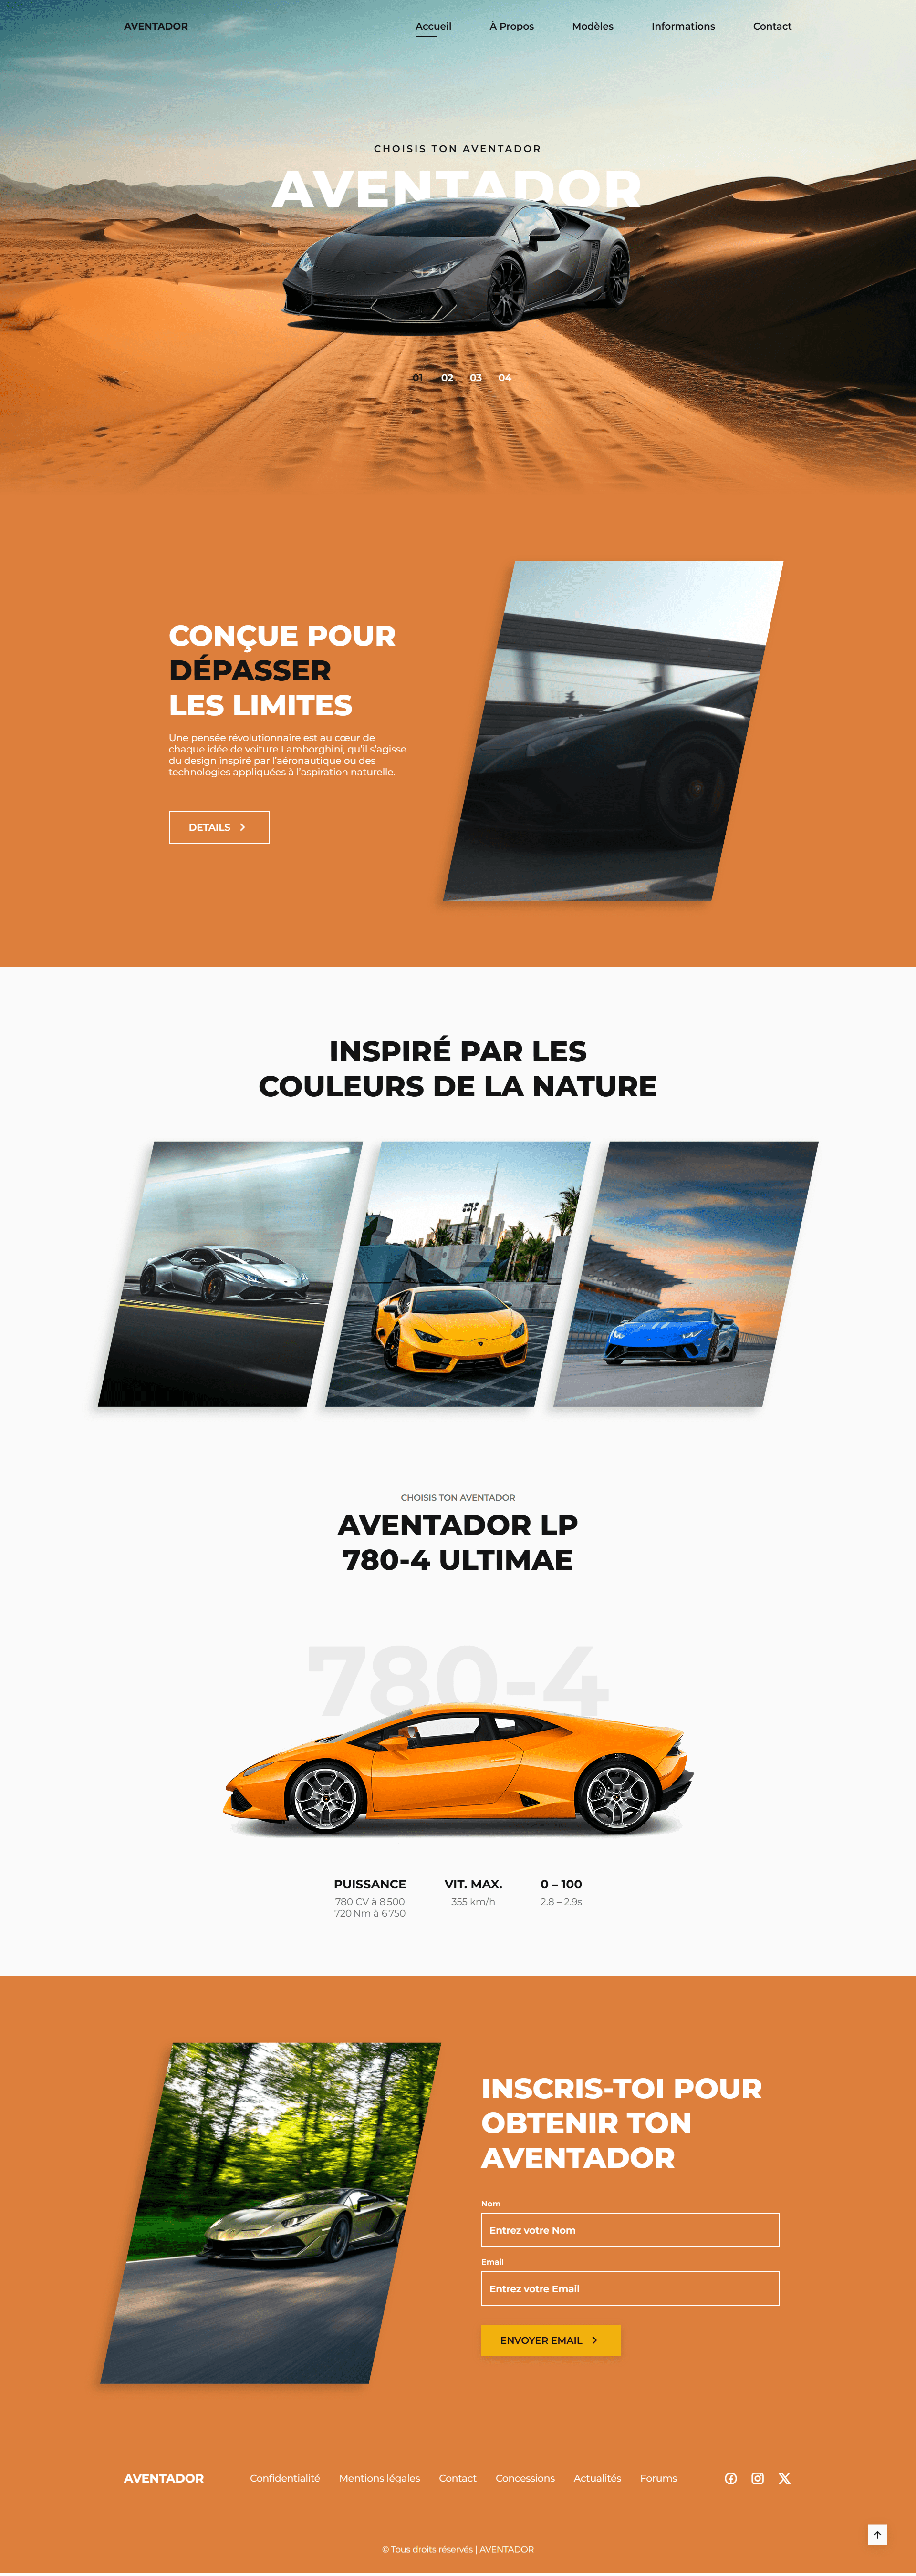 AVENTADOR
Accueil
À Propos
Modèles
Informations
Contact
CHOISIS TON AVENTADOR
AVENTADOR
01 02 03 04
CONÇUE POUR
DÉPASSER
LES LIMITES
Une pensée révolutionnaire est au cœur de
chaque idée de voiture Lamborghini, qu’il s’agisse
du design inspiré par l’aéronautique ou des
technologies appliquées à l’aspiration naturelle.
DETAILS
INSPIRÉ PAR LES
COULEURS DE LA NATURE
CHOISIS TON AVENTADOR
AVENTADOR LP
780-4 ULTIMAE
780-4
PUISSANCE
780 CV à 8 500
720 Nm à 6 750
VIT. MAX.
355 km/h
0 – 100
2.8 – 2.9s
INSCRIS-TOI POUR
OBTENIR TON
AVENTADOR
Nom
Entrez votre Nom
Email
Entrez votre Email
ENVOYER EMAIL
AVENTADOR
Confidentialité
Mentions légales
Contact
Concessions
Actualités
Forums
© Tous droits réservés | AVENTADOR